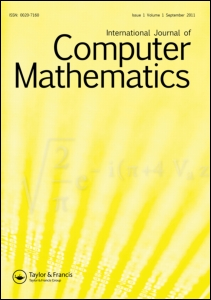 ISSN: 0020-7160
Issue 1 Volume 1 September 2011
International Journal of
Computer
Mathematics
Taylor & Francis
Taylor & Francis Group